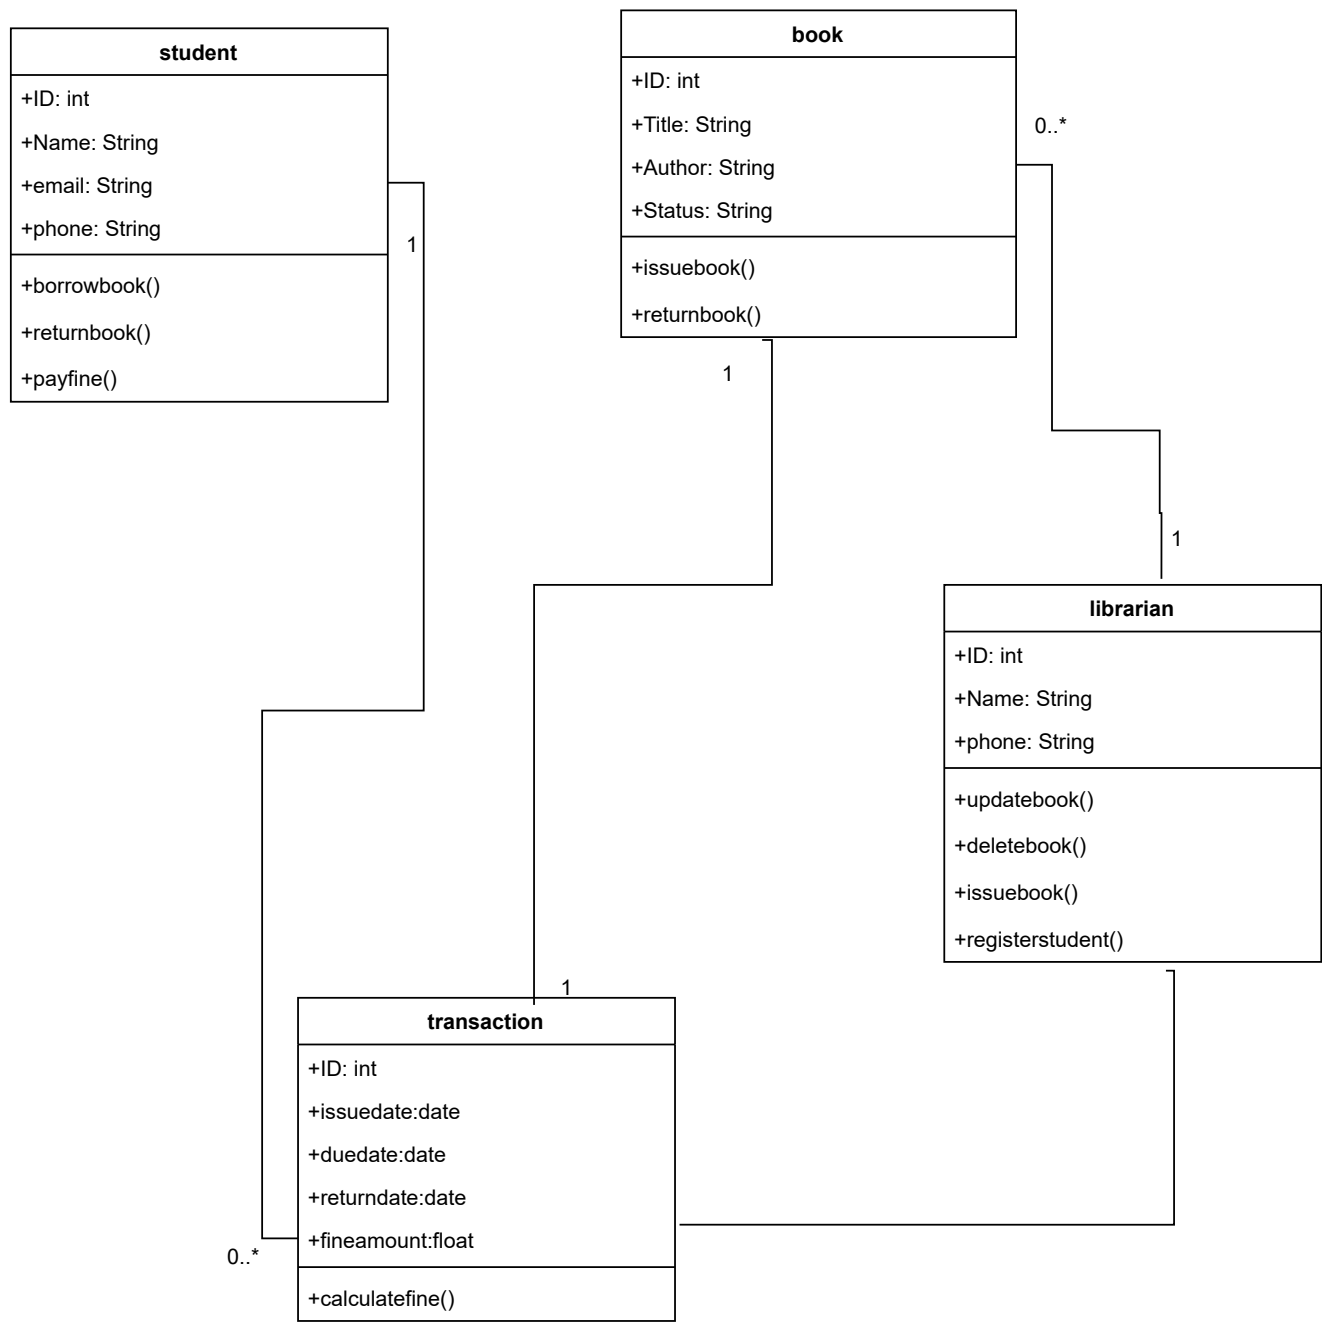 student
+ID: int
+Name: String
+email: String
+phone: String
+borrowbook()
+returnbook()
+payfine()
1
book
+ID: int
+Title: String
+Author: String
+Status: String
+issuebook()
+returnbook()
0..*
1
1
librarian
+ID: int
+Name: String
+phone: String
+updatebook()
+deletebook()
+issuebook()
+registerstudent()
1
transaction
+ID: int
+issuedate:date
+duedate:date
+returndate:date
+fineamount:float
+calculatefine()
0..*